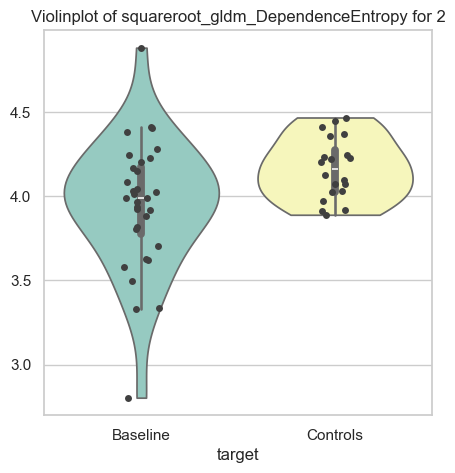 Violinplot of squareroot_gldm_DependenceEntropy for 2
4.5
4.0
3.5
3.0
Baseline Controls
target